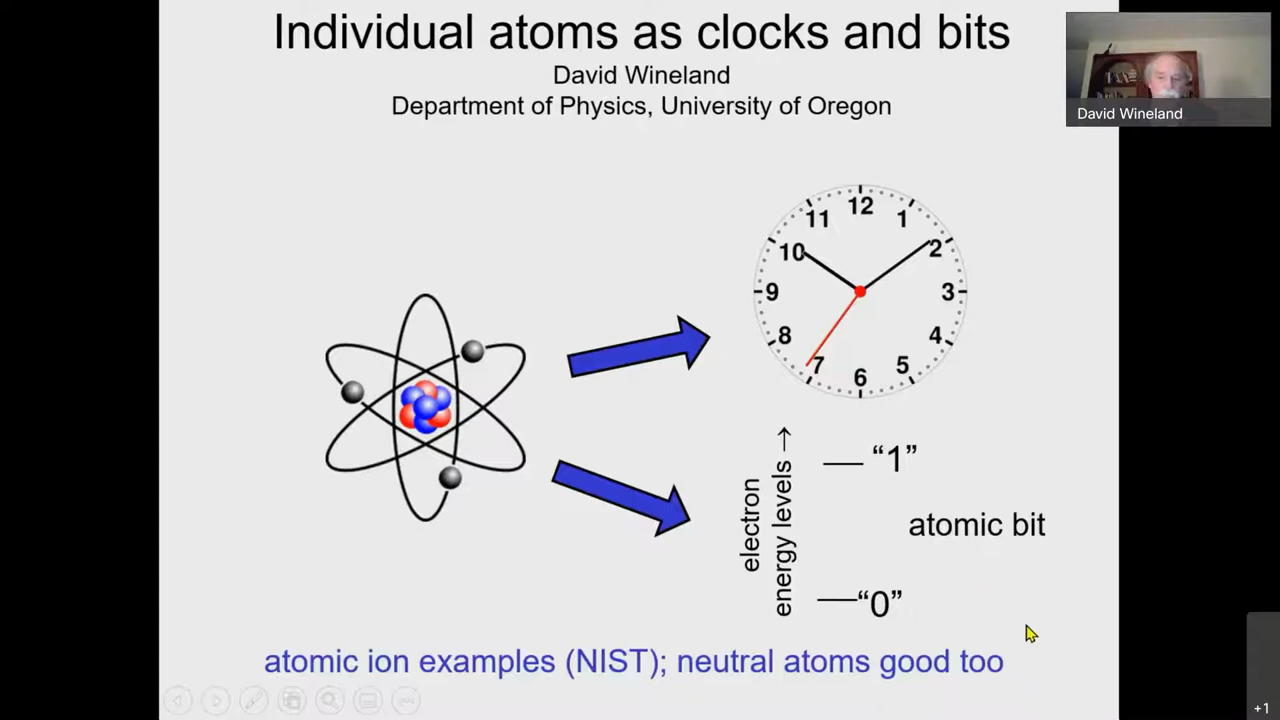 Individual atoms as clocks and bits
David Wineland
Department of Physics, University of Oregon
David Wineland
12
1
2
3
4
5
6
7
8
9
10
11
electron
energy levels →
“1”
atomic bit
“0”
atomic ion examples (NIST); neutral atoms good too
+1